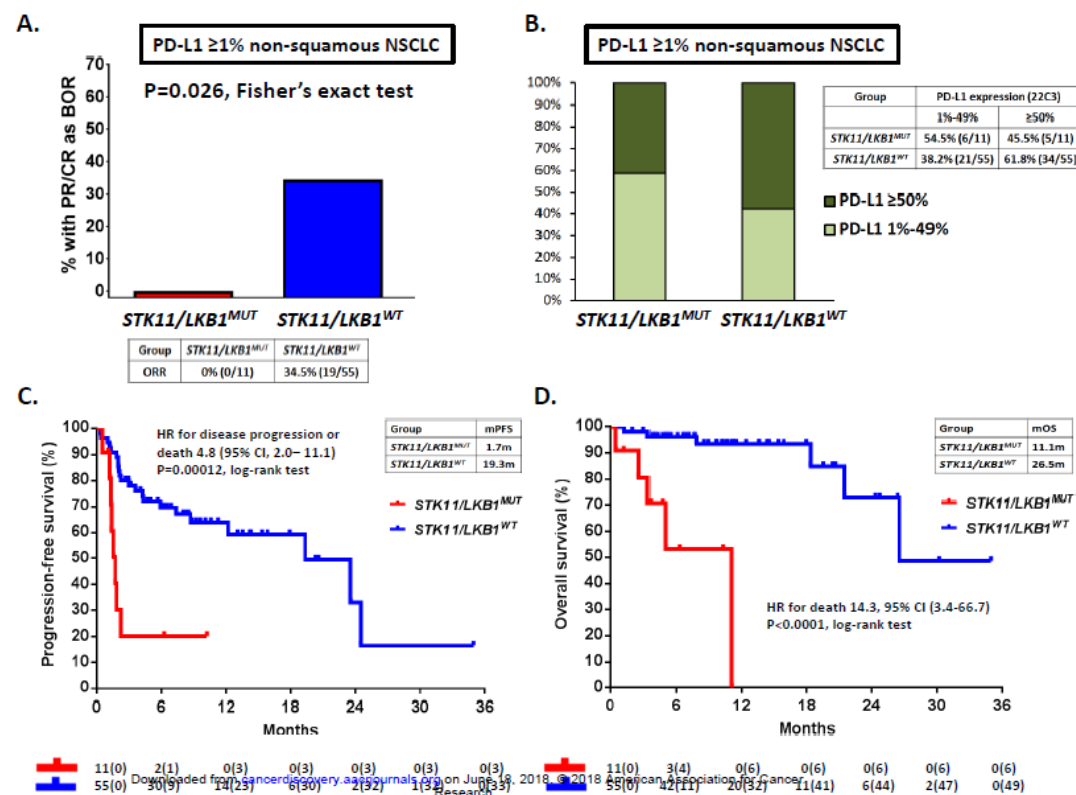 A.
PD-L1 ≥1% non-squamous NSCLC
P=0.026, Fisher's exact test
% with PR/CR as BOR
70
60
50
40
30
20
10
0
STK11/LKB1MUT STK11/LKB1WT
Group STK11/LKB1MUT STK11/LKB1WT
ORR 0% (0/11) 34.5% (19/55)
B.
PD-L1 ≥1% non-squamous NSCLC
100%
90%
80%
70%
60%
50%
40%
30%
20%
10%
0%
STK11/LKB1MUT STK11/LKB1WT
Group PD-L1 expression (22C3)
1%-49% ≥50%
STK11/LKB1MUT 54.5% (6/11) 45.5% (5/11)
STK11/LKB1WT 38.2% (21/55) 61.8% (34/55)
PD-L1 ≥50%
PD-L1 1%-49%
C.
Progression-free survival (%)
100
90
80
70
60
50
40
30
20
10
0
HR for disease progression or
death 4.8 (95% CI, 2.0– 11.1)
P=0.00012, log-rank test
Group mPFS
STK11/LKB1MUT 1.7m
STK11/LKB1WT 19.3m
STK11/LKB1MUT
STK11/LKB1WT
0 6 12 18 24 30 36
Months
11(0) 2(1) 0(3) 0(3) 0(3) 0(3) 0(3)
55(0) 30(9) 14(23) 6(30) 2(32) 1(32) 0(33)
D.
Overall survival (%)
100
90
80
70
60
50
40
30
20
10
0
Group mOS
STK11/LKB1MUT 11.1m
STK11/LKB1WT 26.5m
STK11/LKB1MUT
STK11/LKB1WT
HR for death 14.3, 95% CI (3.4-66.7)
P<0.0001, log-rank test
0 6 12 18 24 30 36
Months
11(0) 3(4) 0(6) 0(6) 0(6) 0(6) 0(6)
55(0) 42(11) 20(32) 11(41) 6(44) 2(47) 0(49)
Downloaded from cancerdiscovery.aacrjournals.org on June 18, 2018. © 2018 American Association for Cancer
Research.